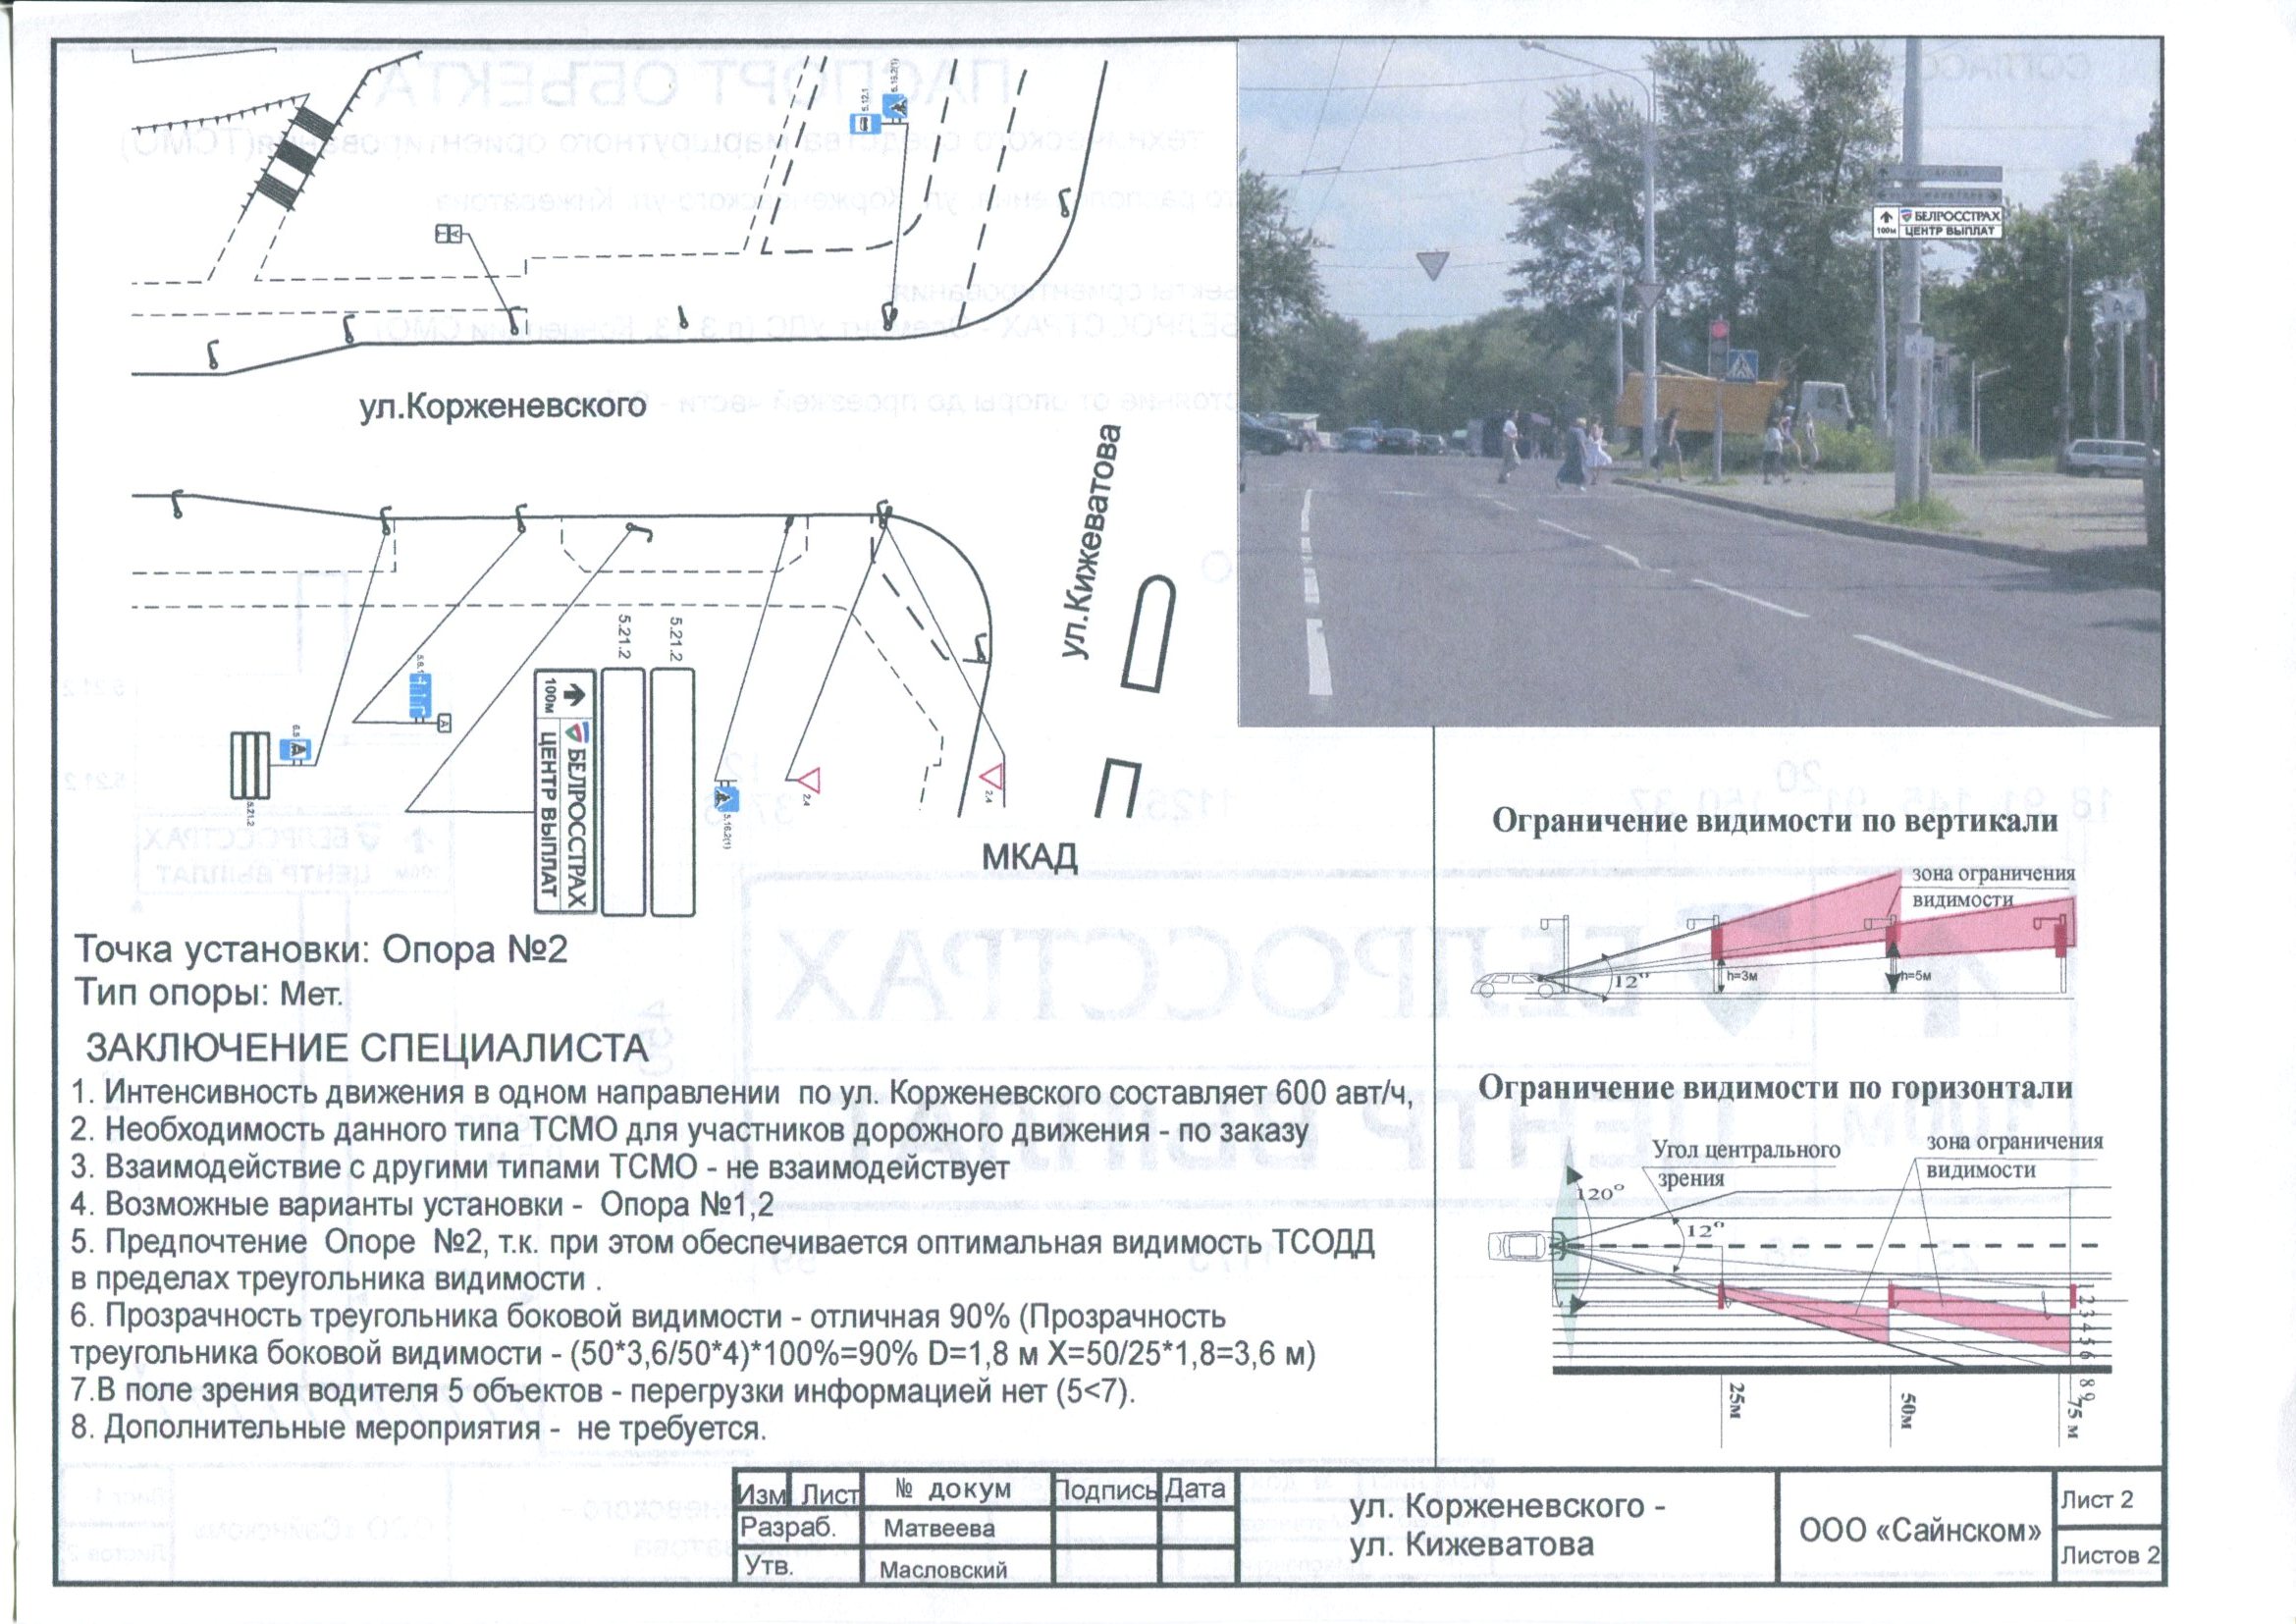 5.12.1
5.16.2(1)
ул.Корженевского
ул.Кижеватова
5.21.2
5.21.2
100м
БЕЛРОССТРАХ
ЦЕНТР ВЫПЛАТ
А
6.8
А
5.21.2
2.4
2.4
МКАД
БЕЛРОССТРАХ
100м ЦЕНТР ВЫПЛАТ
Точка установки: Опора №2
Тип опоры: Мет.
ЗАКЛЮЧЕНИЕ СПЕЦИАЛИСТА
1. Интенсивность движения в одном направлении по ул. Корженевского составляет 600 авт/ч,
2. Необходимость данного типа ТСМО для участников дорожного движения - по заказу
3. Взаимодействие с другими типами ТСМО - не взаимодействует
4. Возможные варианты установки - Опора №1,2
5. Предпочтение Опоре №2, т.к. при этом обеспечивается оптимальная видимость ТСОДД
в пределах треугольника видимости .
6. Прозрачность треугольника боковой видимости - отличная 90% (Прозрачность
треугольника боковой видимости - (50*3,6/50*4)*100%=90% D=1,8 м X=50/25*1,8=3,6 м)
7.В поле зрения водителя 5 объектов - перегрузки информацией нет (5<7).
8. Дополнительные мероприятия - не требуется.
Ограничение видимости по вертикали
зона ограничения
видимости
12°
h=3м
h=5м
Ограничение видимости по горизонтали
Угол центрального
зрения
зона ограничения
видимости
120°
12°
2 3 4 5 6 8 9
25м
50м
75 м
Изм Лист № докум Подпись Дата
Разраб. Матвеева
Утв. Масловский
ул. Корженевского -
ул. Кижеватова
ООО «Сайнском»
Лист 2
Листов 2